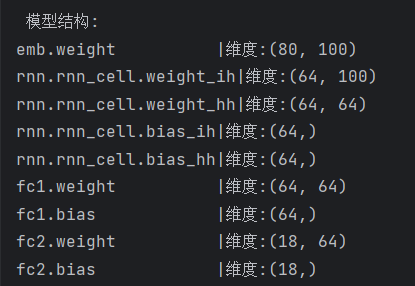 模型结构:
emb.weight          |维度:(80, 100)
rnn.rnn_cell.weight_ih|维度:(64, 100)
rnn.rnn_cell.weight_hh|维度:(64, 64)
rnn.rnn_cell.bias_ih|维度:(64,)
rnn.rnn_cell.bias_hh|维度:(64,)
fc1.weight          |维度:(64, 64)
fc1.bias            |维度:(64,)
fc2.weight          |维度:(18, 64)
fc2.bias            |维度:(18,)